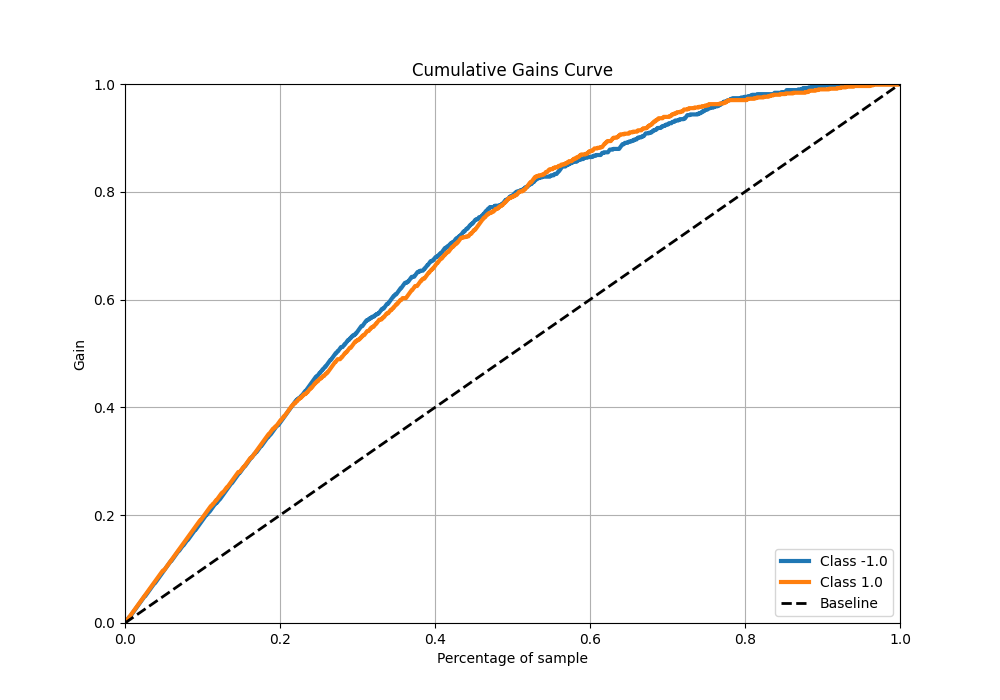 Cumulative Gains Curve
1.0
0.8
0.6
0.4
0.2
0.0
Gain
0.0 0.2 0.4 0.6 0.8 1.0
Percentage of sample
Class -1.0
Class 1.0
Baseline